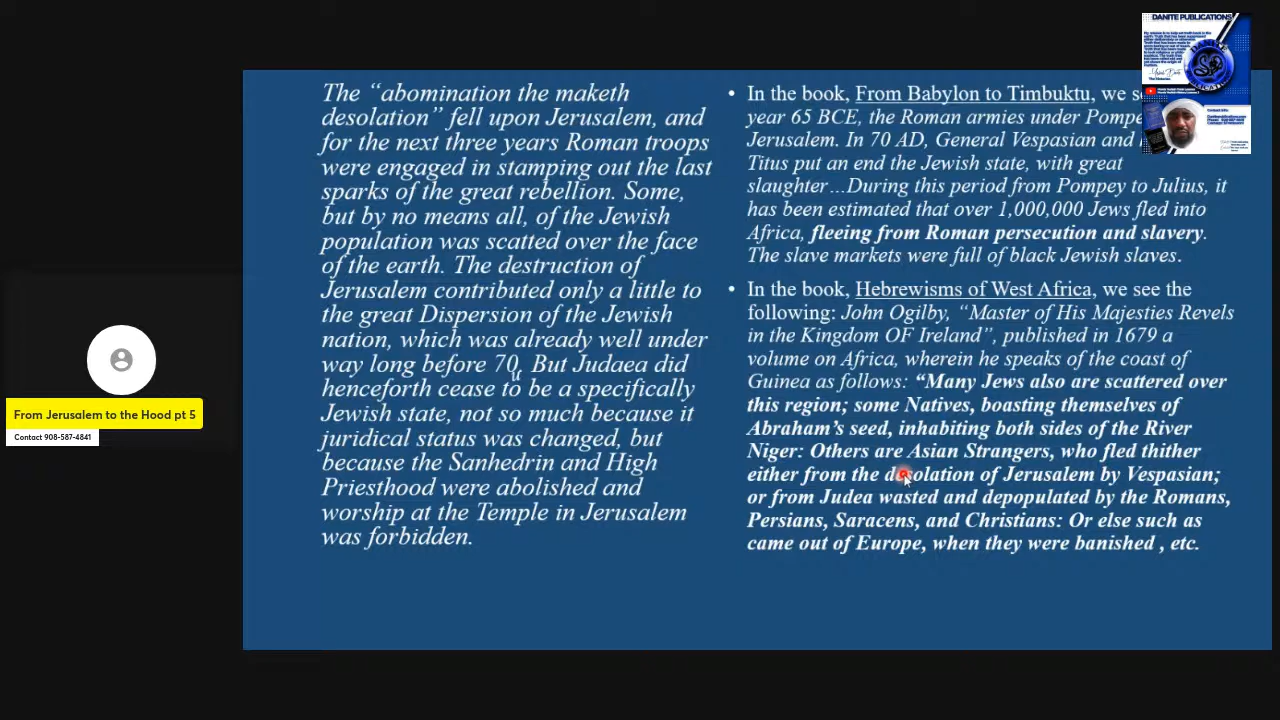 DANITE PUBLICATIONS
The “abomination the maketh
desolation” fell upon Jerusalem, and
for the next three years Roman troops
were engaged in stamping out the last
sparks of the great rebellion. Some,
but by no means all, of the Jewish
population was scatted over the face
of the earth. The destruction of
Jerusalem contributed only a little to
the great Dispersion of the Jewish
nation, which was already well under
way long before 70. But Judaea did
henceforth cease to be a specifically
Jewish state, not so much because it
juridical status was changed, but
because the Sanhedrin and High
Priesthood were abolished and
worship at the Temple in Jerusalem
was forbidden.
• In the book, From Babylon to Timbuktu, we
year 65 BCE, the Roman armies under
Jerusalem. In 70 AD, General Vespasian and
Titus put an end the Jewish state, with great
slaughter…During this period from Pompey to Julius, it
has been estimated that over 1,000,000 Jews fled into
Africa, fleeing from Roman persecution and slavery.
The slave markets were full of black Jewish slaves.
• In the book, Hebrewisms of West Africa, we see the
following: John Ogilby, “Master of His Majesties Revels
in the Kingdom OF Ireland”, published in 1679 a
volume on Africa, wherein he speaks of the coast of
Guinea as follows: “Many Jews also are scattered over
this region; some Natives, boasting themselves of
Abraham’s seed, inhabiting both sides of the River
Niger: Others are Asian Strangers, who fled thither
either from the desolation of Jerusalem by Vespasian;
or from Judea wasted and depopulated by the Romans,
Persians, Saracens, and Christians: Or else such as
came out of Europe, when they were banished , etc.
From Jerusalem to the Hood pt 5
Contact 908-587-4841